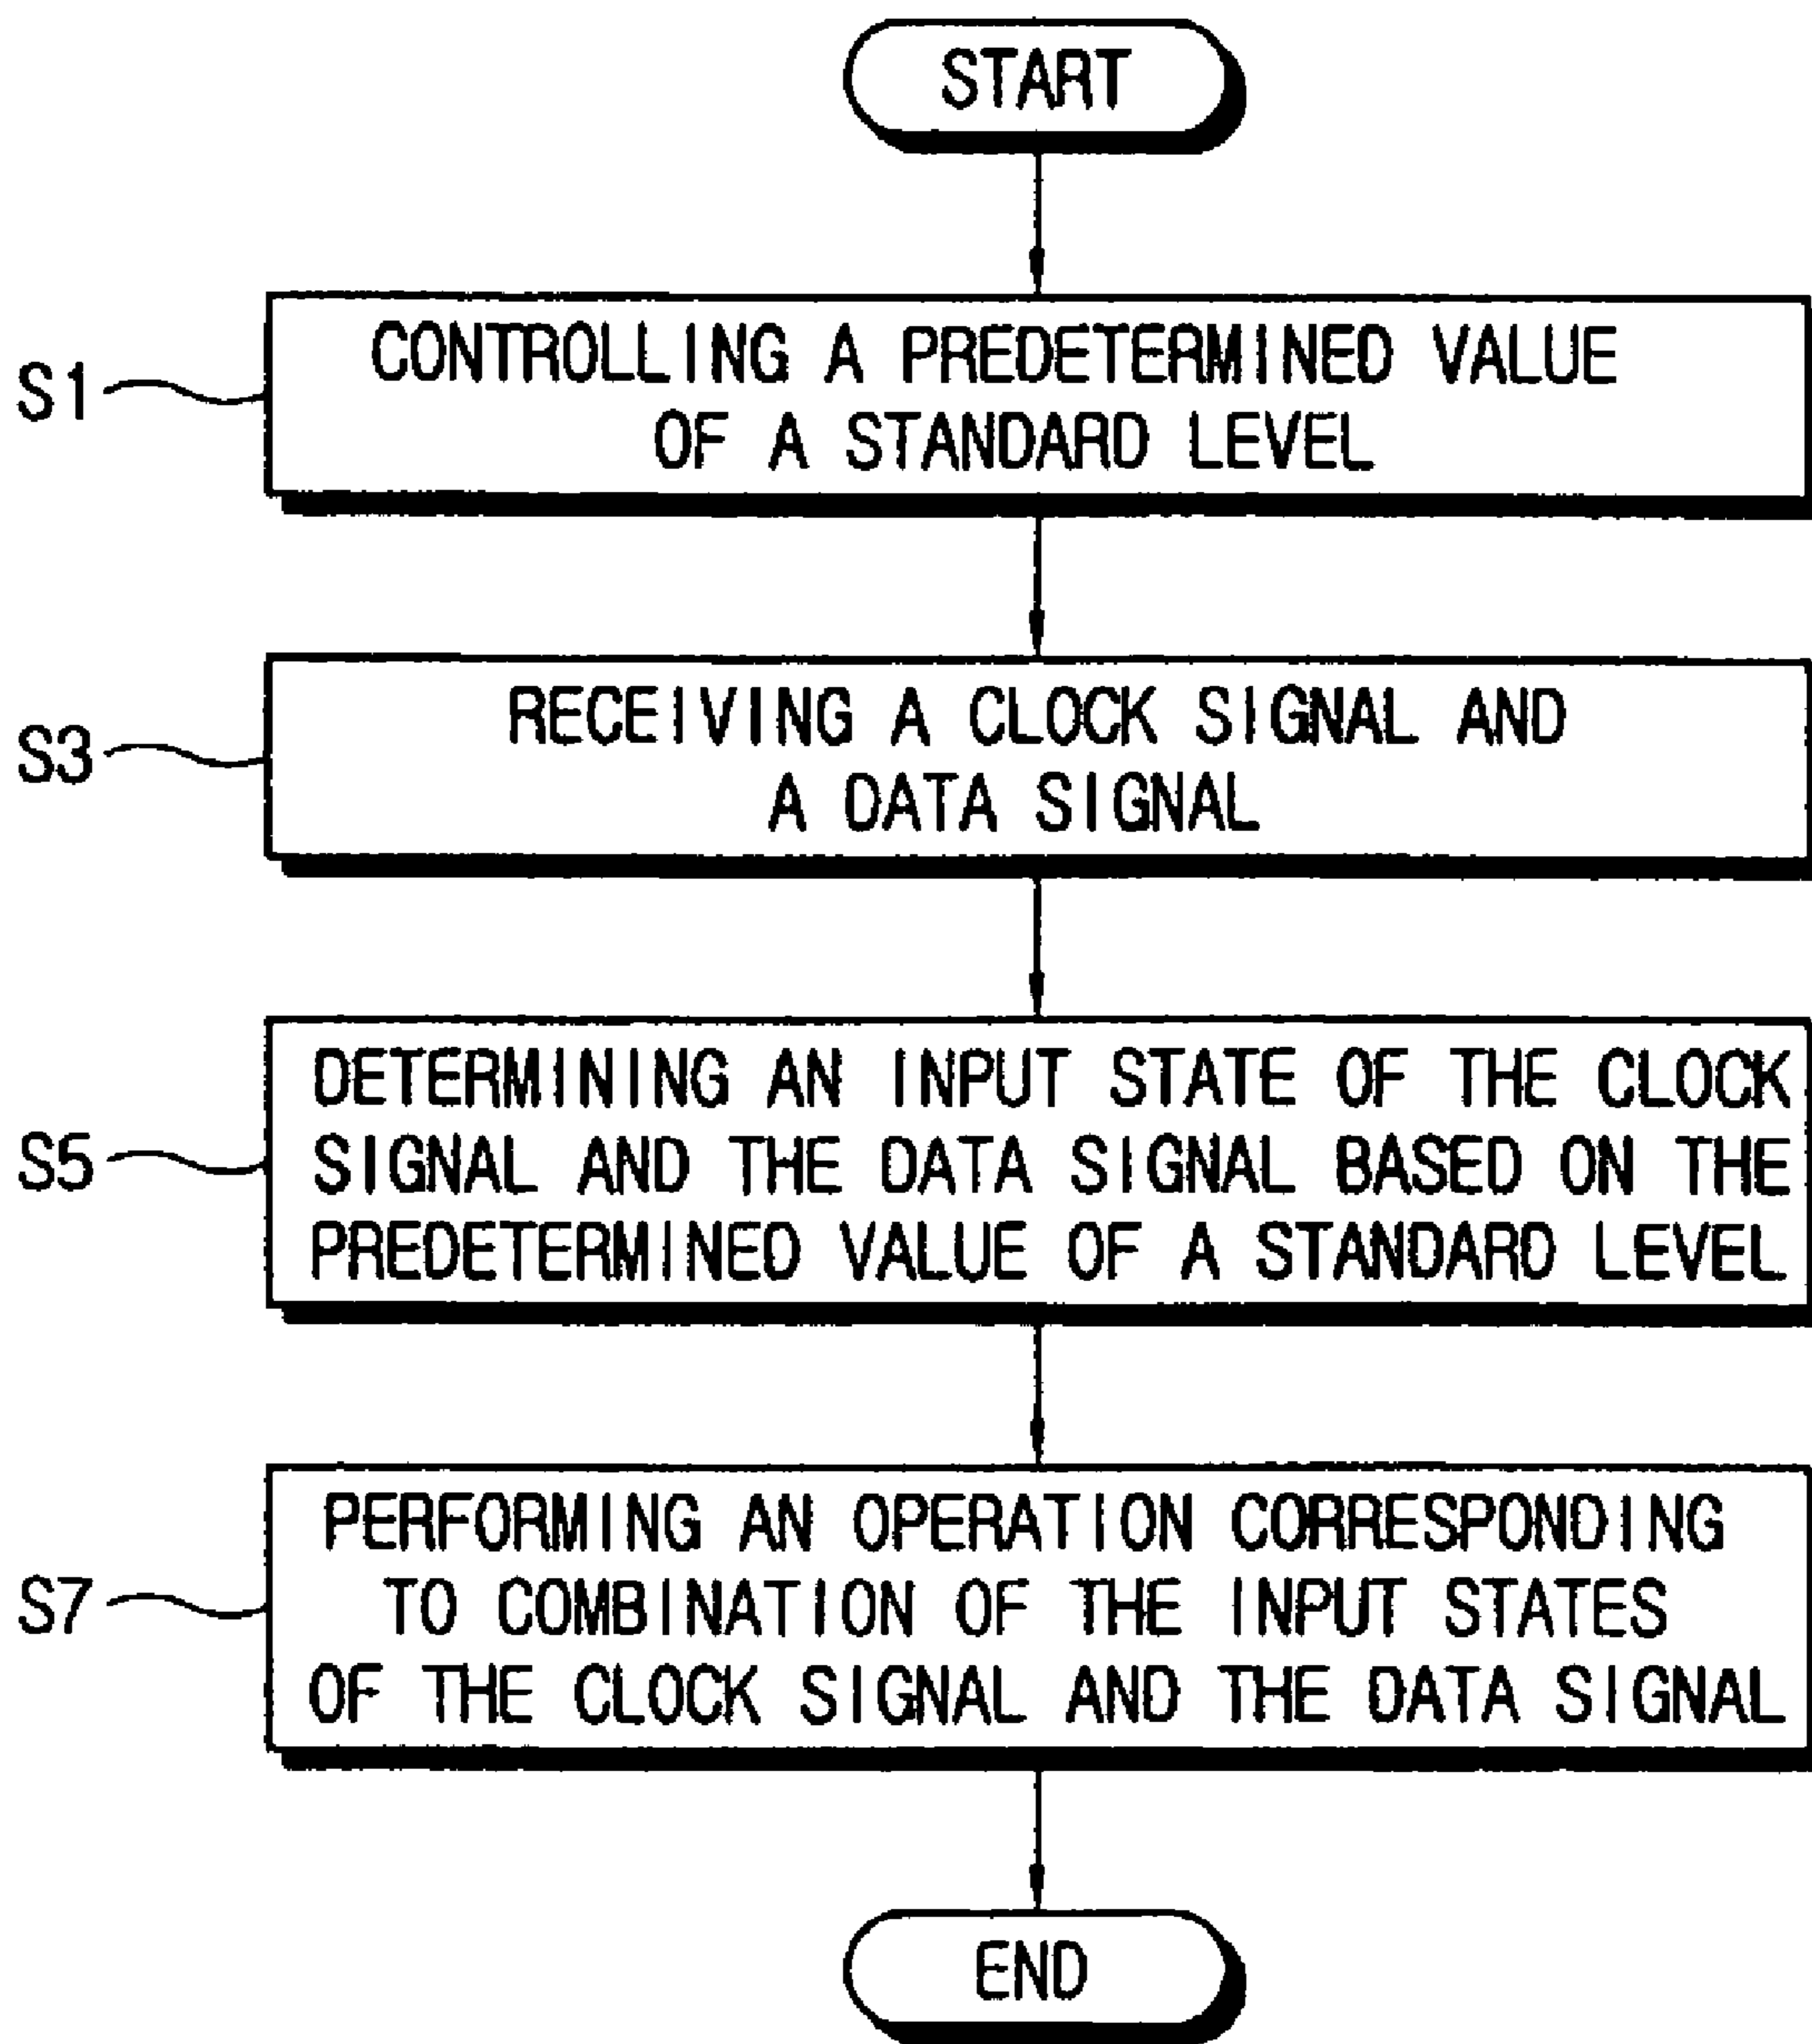 START
S1
CONTROLLING A PREDETERMINED VALUE
OF A STANDARD LEVEL
S3
RECEIVING A CLOCK SIGNAL AND
A DATA SIGNAL
S5
DETERMINING AN INPUT STATE OF THE CLOCK
SIGNAL AND THE DATA SIGNAL BASED ON THE
PREDETERMINED VALUE OF A STANDARD LEVEL
S7
PERFORMING AN OPERATION CORRESPONDING
TO COMBINATION OF THE INPUT STATES
OF THE CLOCK SIGNAL AND THE DATA SIGNAL
END